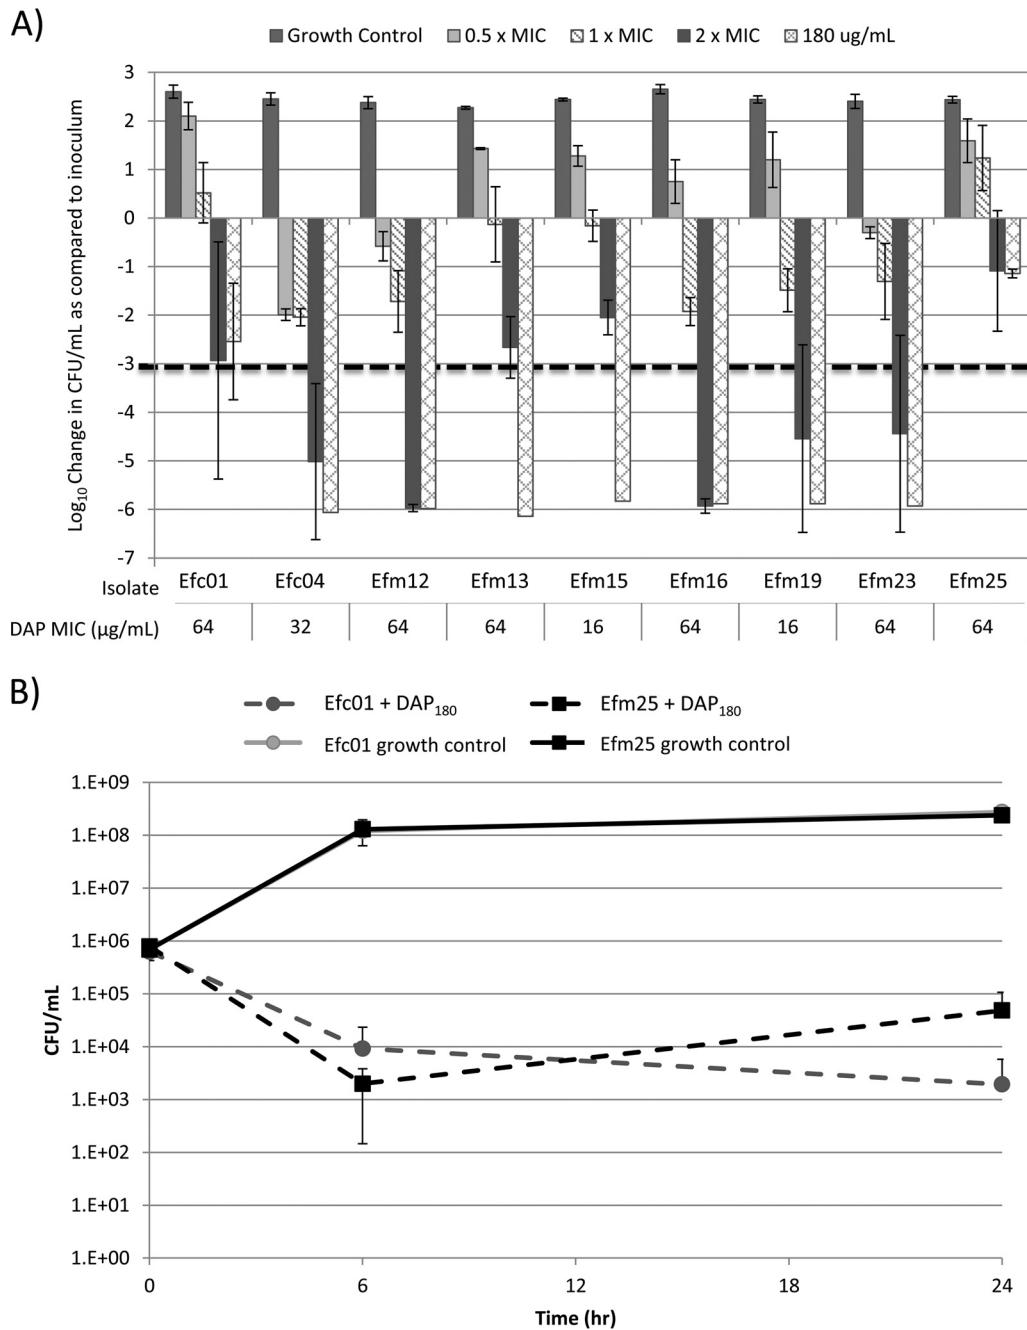 A)
Growth Control 0.5 x MIC 1 x MIC 2 x MIC 180 ug/mL
Log10 Change in CFU/mL as compared to inoculum
3
2
1
0
-1
-2
-3
-4
-5
-6
-7
Isolate Efc01 Efc04 Efm12 Efm13 Efm15 Efm16 Efm19 Efm23 Efm25
DAP MIC (µg/mL) 64 32 64 64 16 64 16 64 64
B)
Efc01 + DAP180 Efm25 + DAP180
Efc01 growth control Efm25 growth control
CFU/mL
1.E+09
1.E+08
1.E+07
1.E+06
1.E+05
1.E+04
1.E+03
1.E+02
1.E+01
1.E+00
0 6 12 18 24
Time (hr)